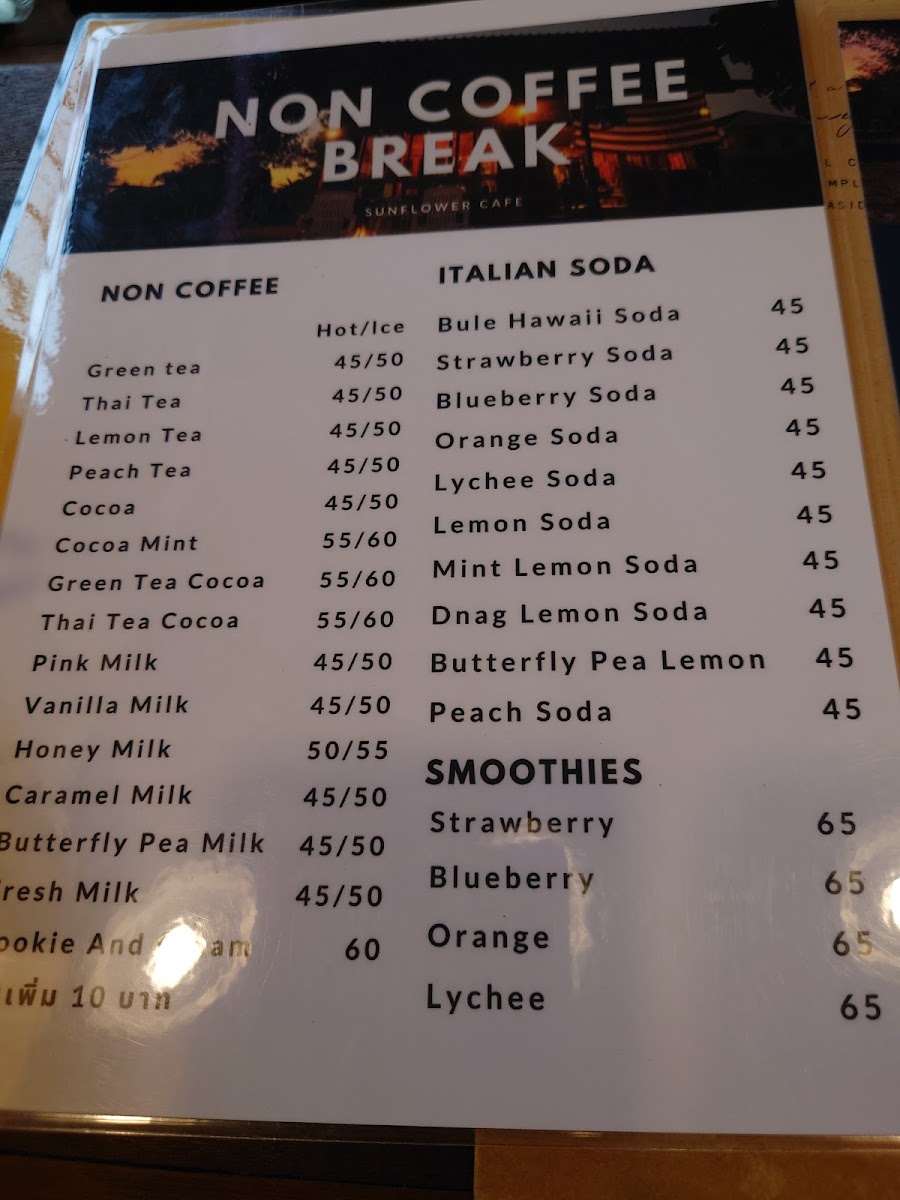 NON COFFEE
BREAK
SUNFLOWER CAFE
NON COFFEE
Hot/Ice
Green tea 45/50
Thai Tea 45/50
Lemon Tea 45/50
Peach Tea 45/50
Cocoa 45/50
Cocoa Mint 55/60
Green Tea Cocoa 55/60
Thai Tea Cocoa 55/60
Pink Milk 45/50
Vanilla Milk 45/50
Honey Milk 50/55
Caramel Milk 45/50
Butterfly Pea Milk 45/50
resh Milk 45/50
ookie And am 60
เพิ่ม 10 บาท
ITALIAN SODA
Bule Hawaii Soda 45
Strawberry Soda 45
Blueberry Soda 45
Orange Soda 45
Lychee Soda 45
Lemon Soda 45
Mint Lemon Soda 45
Dnag Lemon Soda 45
Butterfly Pea Lemon 45
Peach Soda 45
SMOOTHIES
Strawberry 65
Blueberry 65
Orange 65
Lychee 65
L C
MPL
ASID